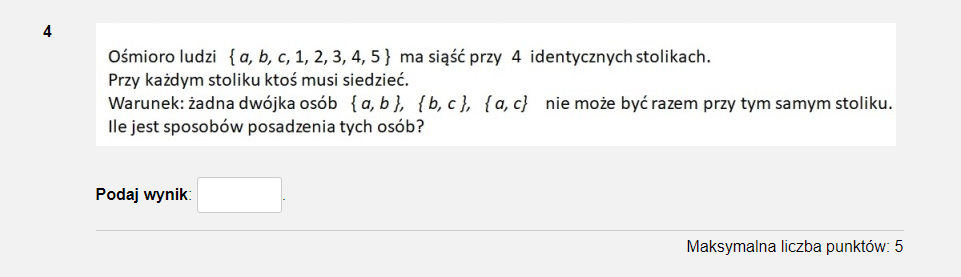 4
Ośmioro ludzi { a, b, c, 1, 2, 3, 4, 5 } ma siąść przy 4 identycznych stolikach.
Przy każdym stoliku ktoś musi siedzieć.
Warunek: żadna dwójka osób { a, b }, { b, c }, { a, c} nie może być razem przy tym samym stoliku.
Ile jest sposobów posadzenia tych osób?
Podaj wynik: .
Maksymalna liczba punktów: 5